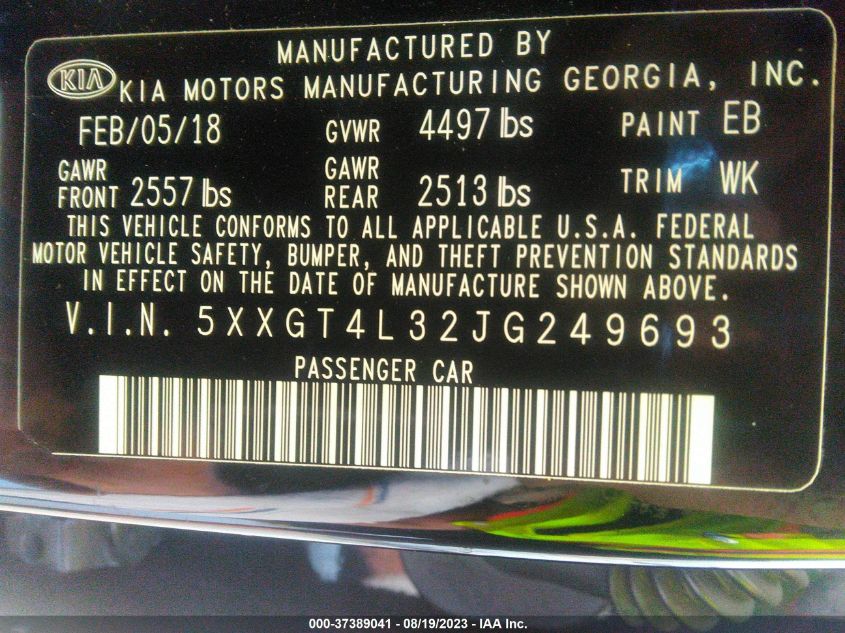 MANUFACTURED BY
KIA KIA MOTORS MANUFACTURING GEORGIA, INC.
FEB/05/18 GVWR 4497 lbs PAINT EB
GAWR FRONT 2557 lbs GAWR REAR 2513 lbs TRIM WK
THIS VEHICLE CONFORMS TO ALL APPLICABLE U.S.A. FEDERAL
MOTOR VEHICLE SAFETY, BUMPER, AND THEFT PREVENTION STANDARDS
IN EFFECT ON THE DATE OF MANUFACTURE SHOWN ABOVE.
V.I.N. 5XXGT4L32JG249693
PASSENGER CAR
000-37389041 - 08/19/2023 - IAA Inc.